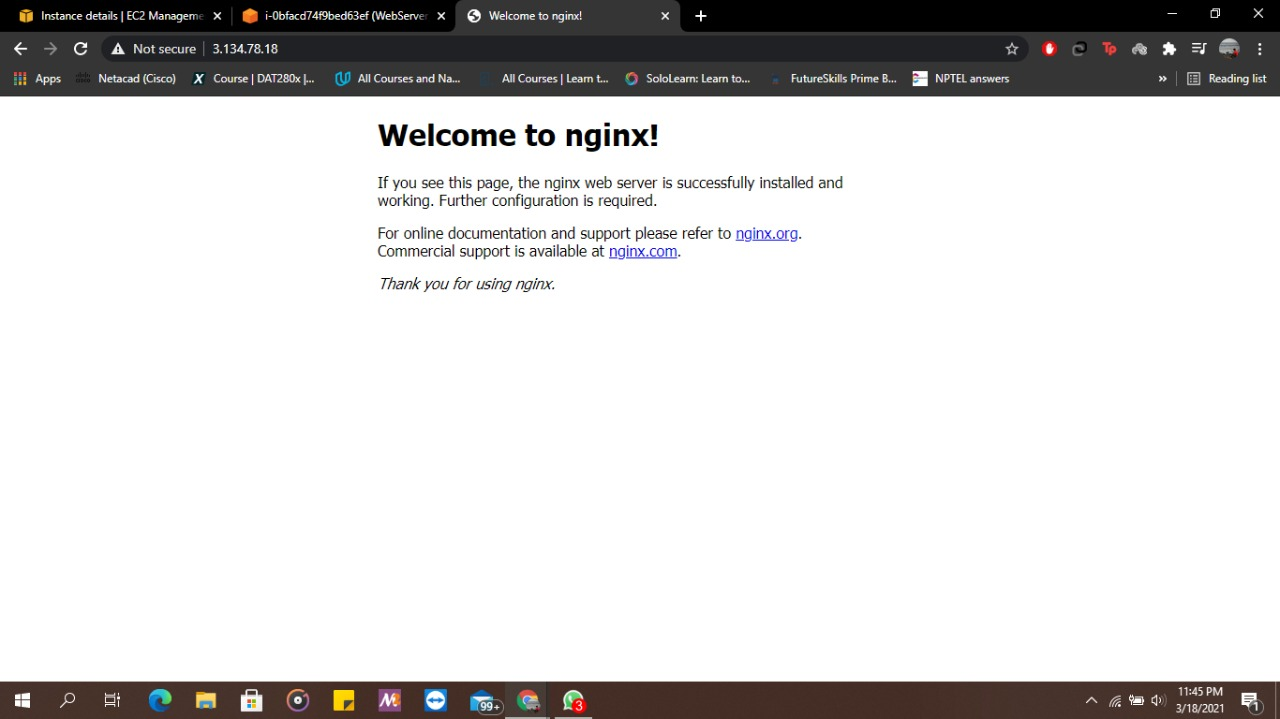 Instance details | EC2 Manageme
i-0bfacd74f9bed63ef (WebServer
Welcome to nginx!
Not secure
3.134.78.18
Apps
Netacad (Cisco)
Course | DAT280x |...
All Courses and Na...
All Courses | Learn t...
SoloLearn: Learn to...
FutureSkills Prime B...
NPTEL answers
»
Reading list
Welcome to nginx!
If you see this page, the nginx web server is successfully installed and
working. Further configuration is required.
For online documentation and support please refer to nginx.org.
Commercial support is available at nginx.com.
Thank you for using nginx.
99+
3
11:45 PM
3/18/2021
1